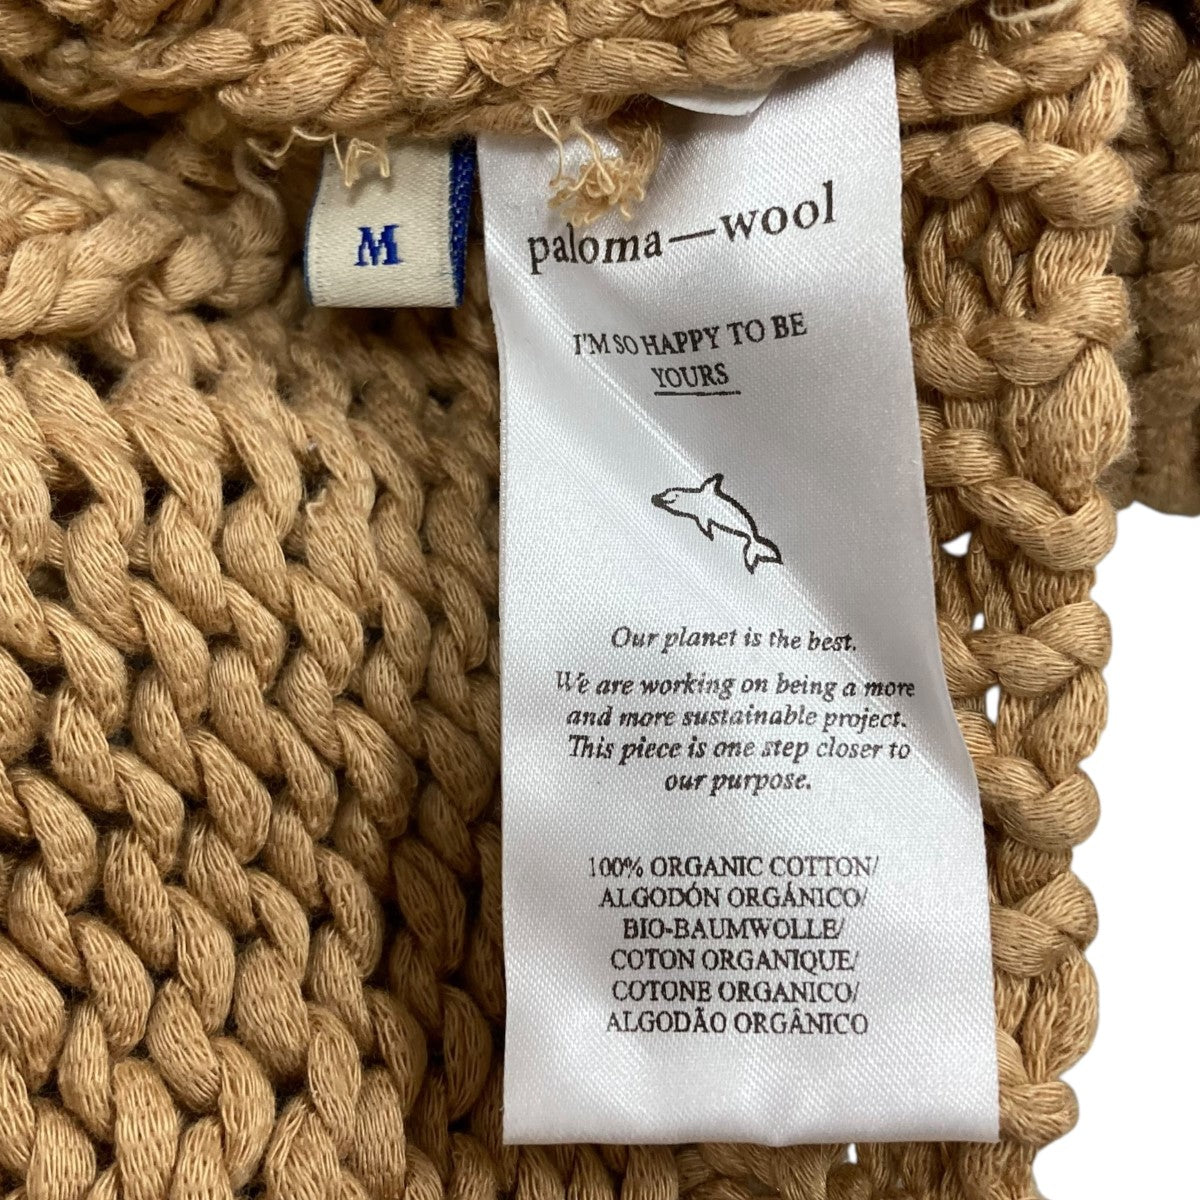 M
paloma—wool
I'M SO HAPPY TO BE
YOURS
Our planet is the best.
We are working on being a more
and more sustainable project.
This piece is one step closer to
our purpose.
100% ORGANIC COTTON/
ALGODÓN ORGÁNICO/
BIO-BAUMWOLLE/
COTON ORGANIQUE/
COTONE ORGANICO/
ALGODÃO ORGÂNICO